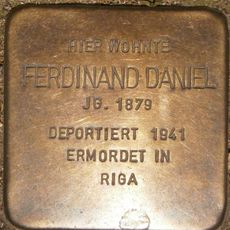 HIER WOHNTE
FERDINAND DANIEL
JG. 1879
DEPORTIERT 1941
ERMORDET IN
RIGA